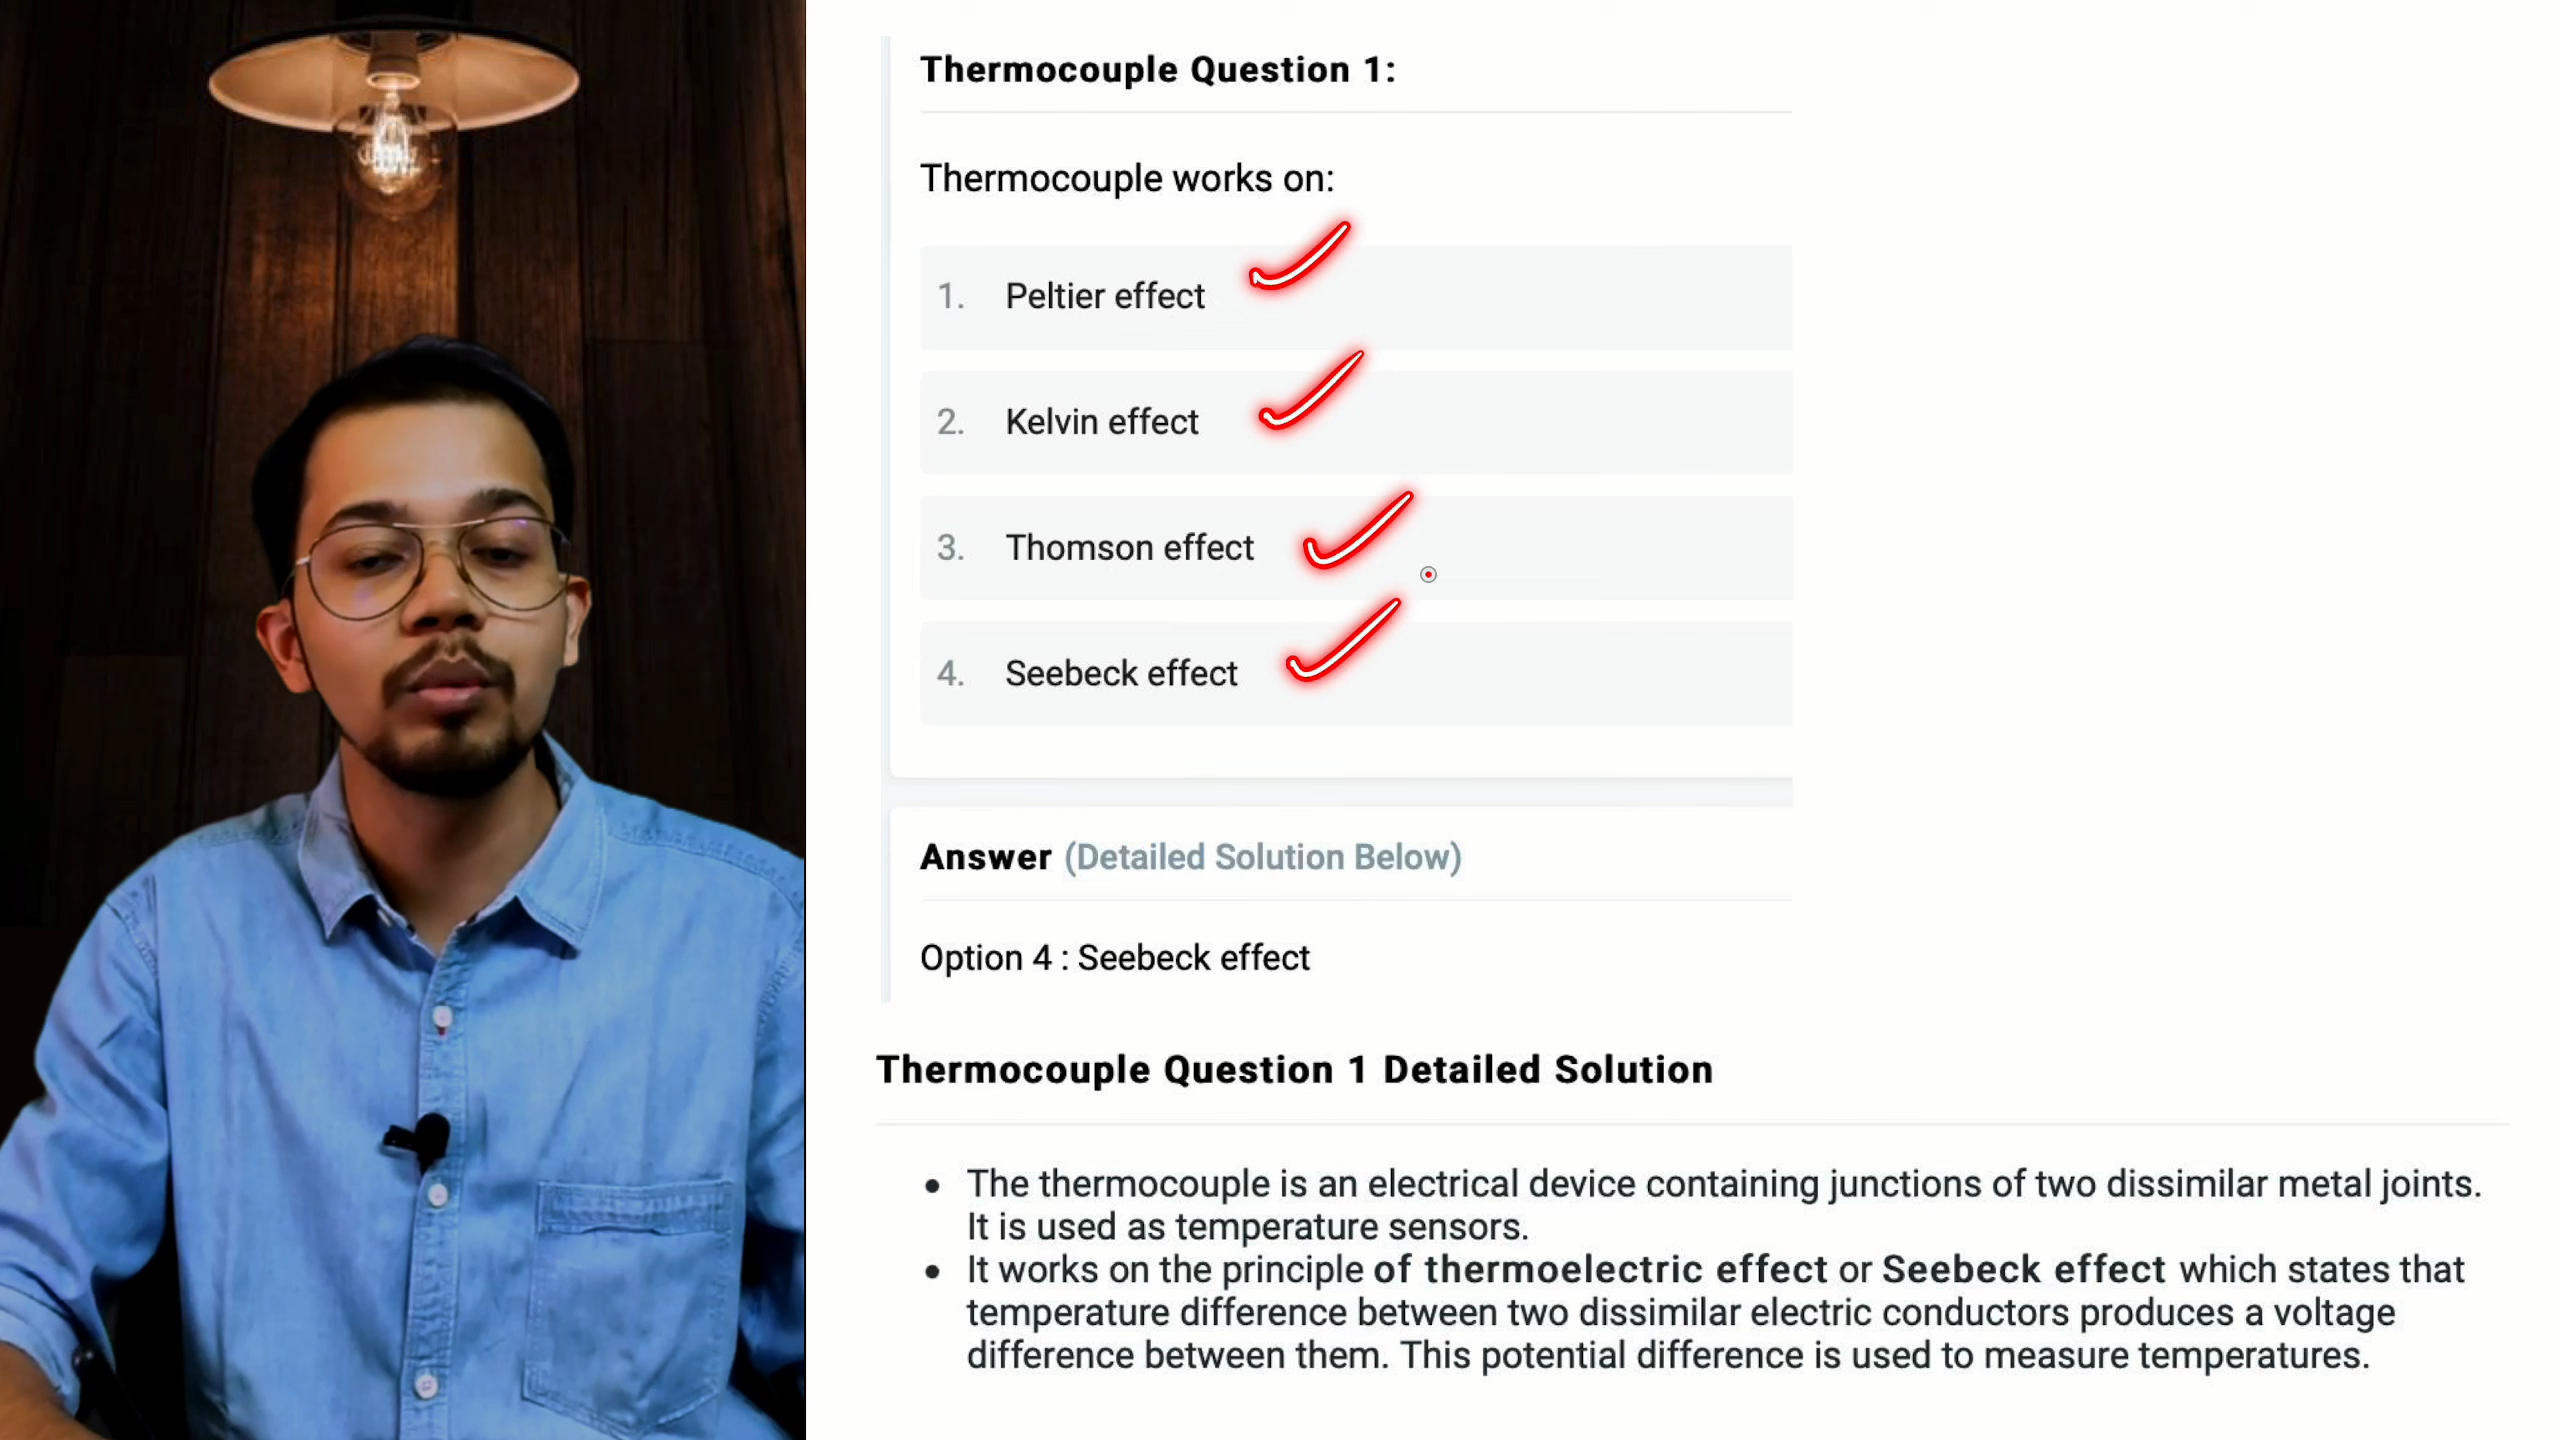 Thermocouple Question 1:
Thermocouple works on:
1. Peltier effect
2. Kelvin effect
3. Thomson effect
4. Seebeck effect
Answer (Detailed Solution Below)
Option 4 : Seebeck effect
Thermocouple Question 1 Detailed Solution
• The thermocouple is an electrical device containing junctions of two dissimilar metal joints.
It is used as temperature sensors.
• It works on the principle of thermoelectric effect or Seebeck effect which states that
temperature difference between two dissimilar electric conductors produces a voltage
difference between them. This potential difference is used to measure temperatures.